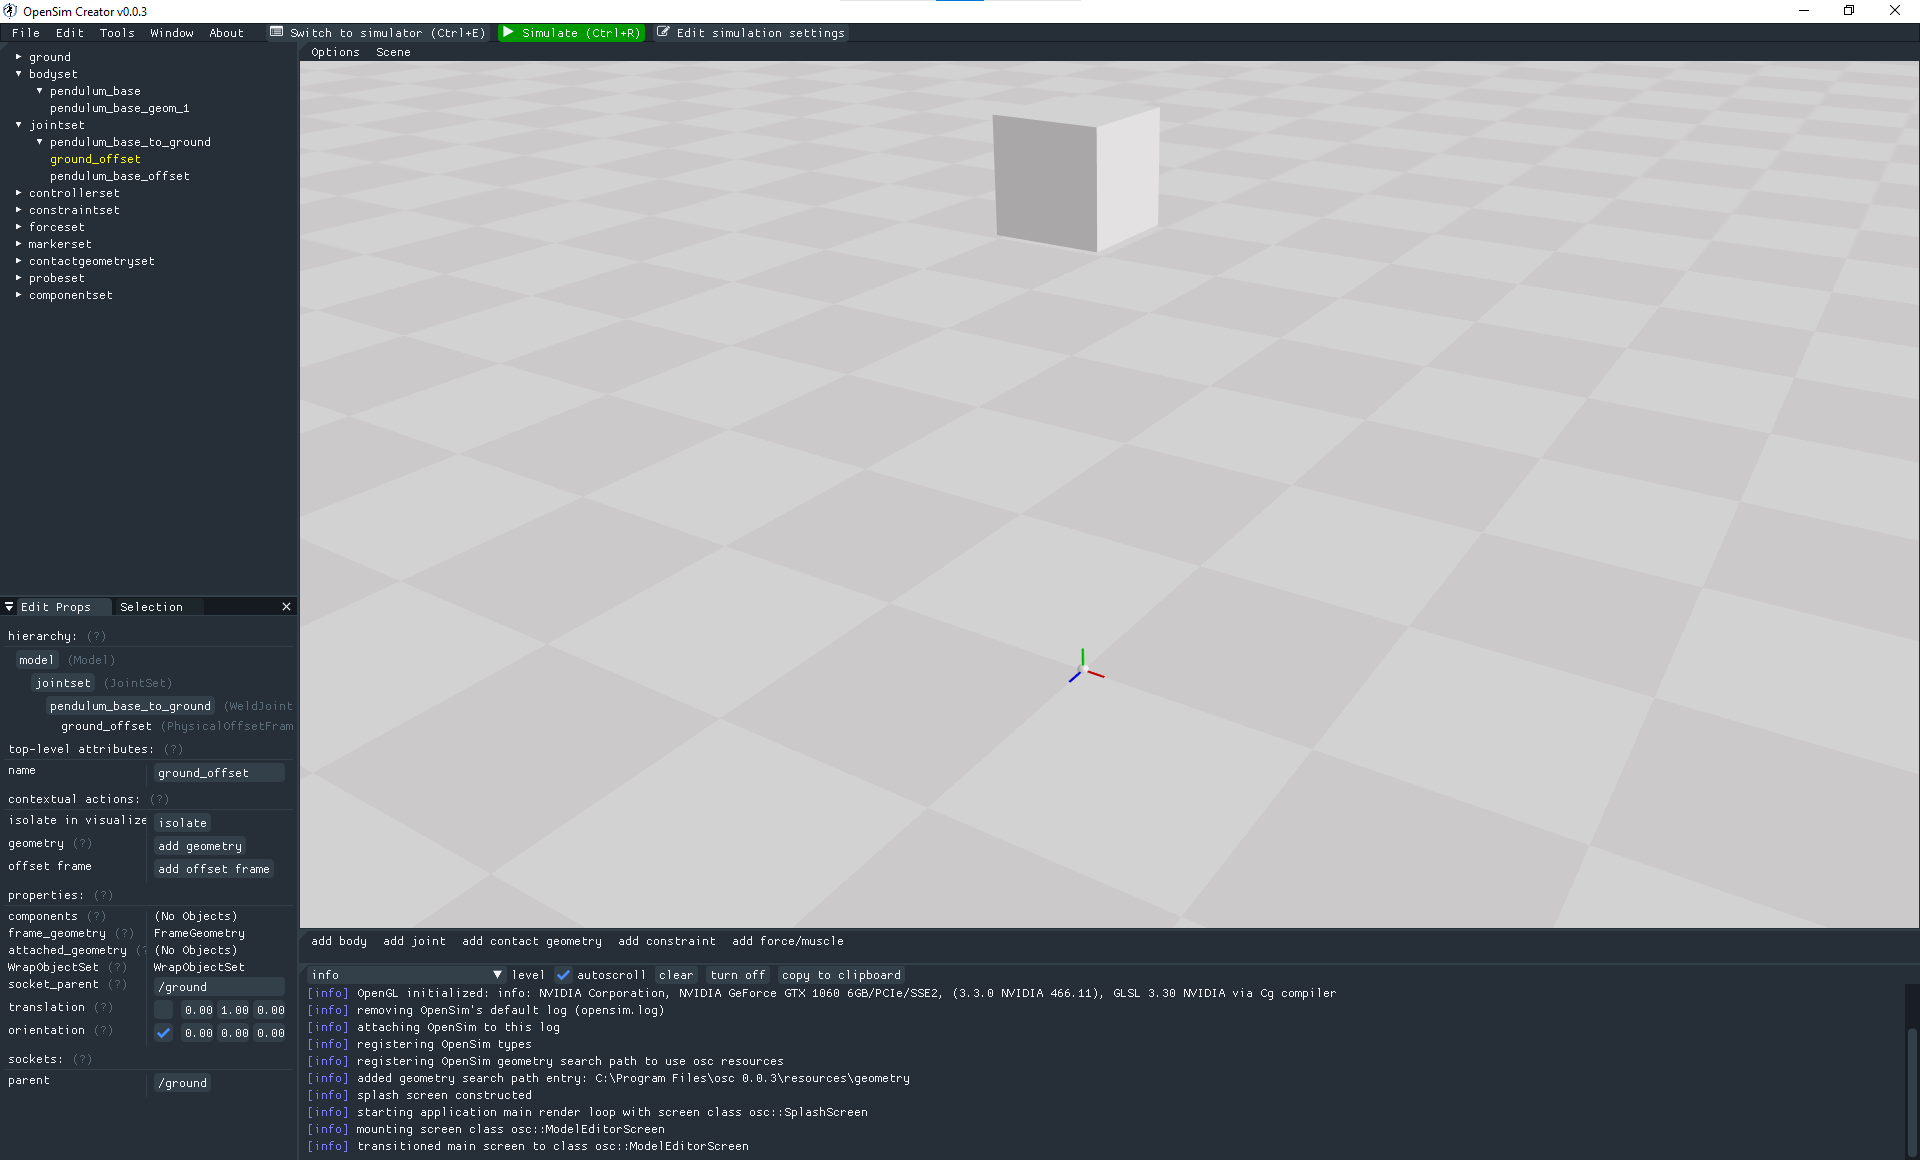 OpenSim Creator v0.0.3
File Edit Tools Window About Switch to simulator (Ctrl+E) Simulate (Ctrl+R) Edit simulation settings
ground
bodyset
pendulum_base
pendulum_base_geom_1
jointset
pendulum_base_to_ground
ground_offset
pendulum_base_offset
controllerset
constraintset
forceset
markerset
contactgeometryset
probeset
componentset
Edit Props Selection
hierarchy: (?)
model (Model)
jointset (JointSet)
pendulum_base_to_ground (WeldJoint
ground_offset (PhysicalOffsetFram
top-level attributes: (?)
name ground_offset
contextual actions: (?)
isolate in visualize isolate
geometry (?) add geometry
offset frame add offset frame
properties: (?)
components (?) (No Objects)
frame_geometry (?) FrameGeometry
attached_geometry (? (No Objects)
WrapObjectSet (?) WrapObjectSet
socket_parent (?) /ground
translation (?) 0.00 1.00 0.00
orientation (?) 0.00 0.00 0.00
sockets: (?)
parent /ground
Options Scene
add body add joint add contact geometry add constraint add force/muscle
info level autoscroll clear turn off copy to clipboard
[info] OpenGL initialized: info: NVIDIA Corporation, NVIDIA GeForce GTX 1060 6GB/PCIe/SSE2, (3.3.0 NVIDIA 466.11), GLSL 3.30 NVIDIA via Cg compiler
[info] removing OpenSim's default log (opensim.log)
[info] attaching OpenSim to this log
[info] registering OpenSim types
[info] registering OpenSim geometry search path to use osc resources
[info] added geometry search path entry: C:\Program Files\osc 0.0.3\resources\geometry
[info] splash screen constructed
[info] starting application main render loop with screen class osc::SplashScreen
[info] mounting screen class osc::ModelEditorScreen
[info] transitioned main screen to class osc::ModelEditorScreen